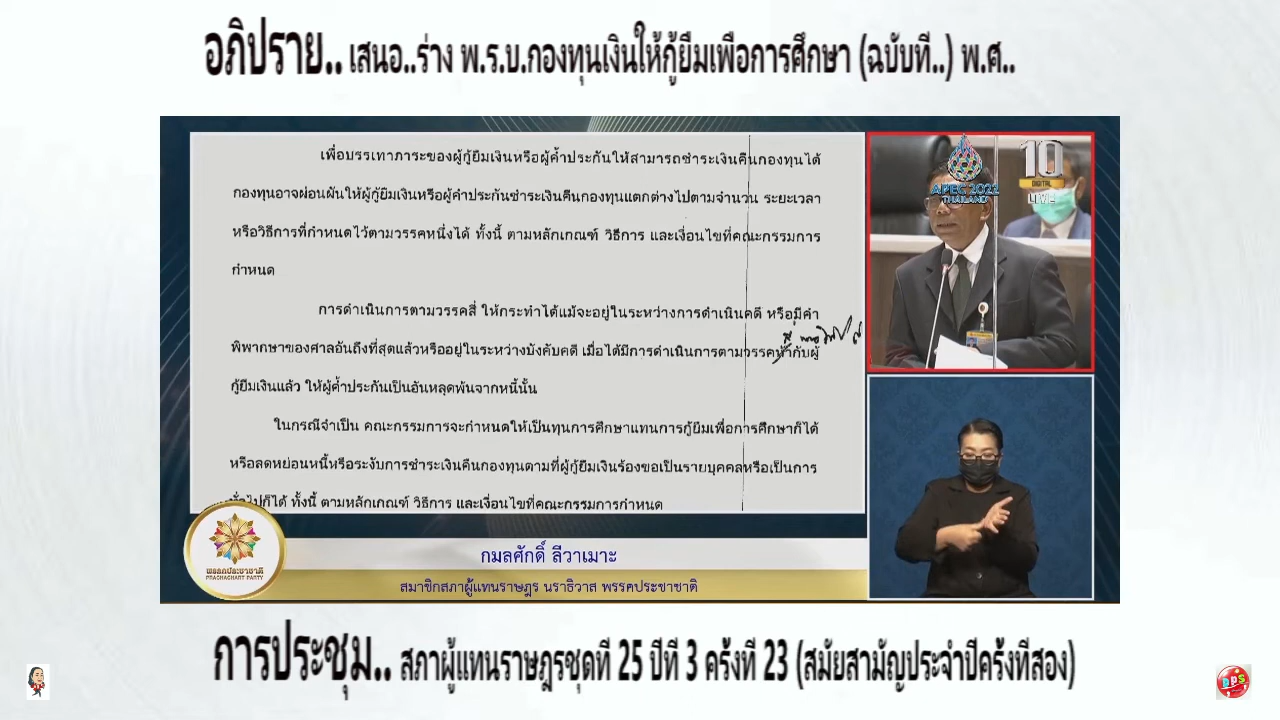 อภิปราย.. เสนอ..ร่าง พ.ร.บ.กองทุนเงินให้กู้ยืมเพื่อการศึกษา (ฉบับที่..) พ.ศ..
เพื่อบรรเทาภาระของผู้กู้ยืมเงินหรือผู้ค้ำประกันให้สามารถชำระเงินคืนกองทุนได้
กองทุนอาจผ่อนผันให้ผู้กู้ยืมเงินหรือผู้ค้ำประกันชำระเงินคืนกองทุนแตกต่างไปตามจำนวน ระยะเวลา
หรือวิธีการที่กำหนดไว้ตามวรรคหนึ่งได้ ทั้งนี้ ตามหลักเกณฑ์ วิธีการ และเงื่อนไขที่คณะกรรมการ
กำหนด
การดำเนินการตามวรรคสี่ ให้กระทำได้แม้จะอยู่ในระหว่างการดำเนินคดี หรือมีคำ
พิพากษาของศาลอันถึงที่สุดแล้วหรืออยู่ในระหว่างบังคับคดี เมื่อได้มีการดำเนินการตามวรรคห้ากับผู้
กู้ยืมเงินแล้ว ให้ผู้ค้ำประกันเป็นอันหลุดพ้นจากหนี้นั้น
ในกรณีจำเป็น คณะกรรมการจะกำหนดให้เป็นทุนการศึกษาแทนการกู้ยืมเพื่อการศึกษาก็ได้
หรือลดหย่อนหนี้หรือระงับการชำระเงินคืนกองทุนตามที่ผู้กู้ยืมเงินร้องขอเป็นรายบุคคลหรือเป็นการ
ทั่วไปก็ได้ ทั้งนี้ ตามหลักเกณฑ์ วิธีการ และเงื่อนไขที่คณะกรรมการกำหนด
APEC 2022
THAILAND
10
DIGITAL
LIVE
พรรคประชาชาติ
PRACHACHART PARTY
กมลศักดิ์ ลีวาเมาะ
สมาชิกสภาผู้แทนราษฎร นราธิวาส พรรคประชาชาติ
การประชุม.. สภาผู้แทนราษฎรชุดที่ 25 ปีที่ 3 ครั้งที่ 23 (สมัยสามัญประจำปีครั้งที่สอง)
DPS